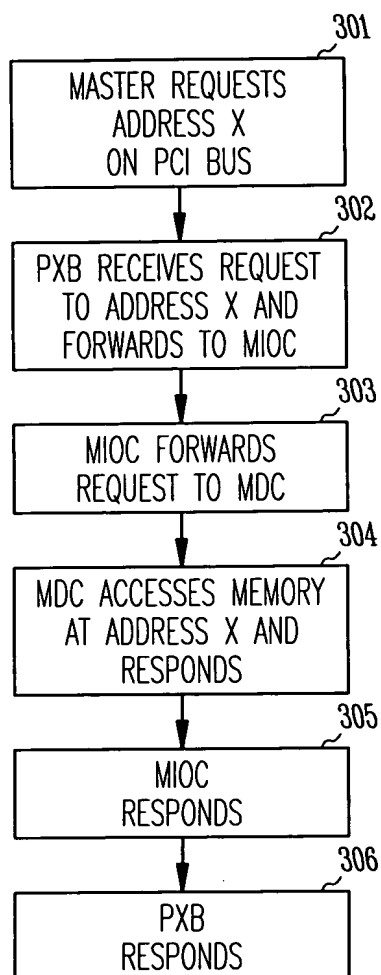 301
MASTER REQUESTS
ADDRESS X
ON PCI BUS
302
PXB RECEIVES REQUEST
TO ADDRESS X AND
FORWARDS TO MIOC
303
MIOC FORWARDS
REQUEST TO MDC
304
MDC ACCESSES MEMORY
AT ADDRESS X AND
RESPONDS
305
MIOC
RESPONDS
306
PXB
RESPONDS